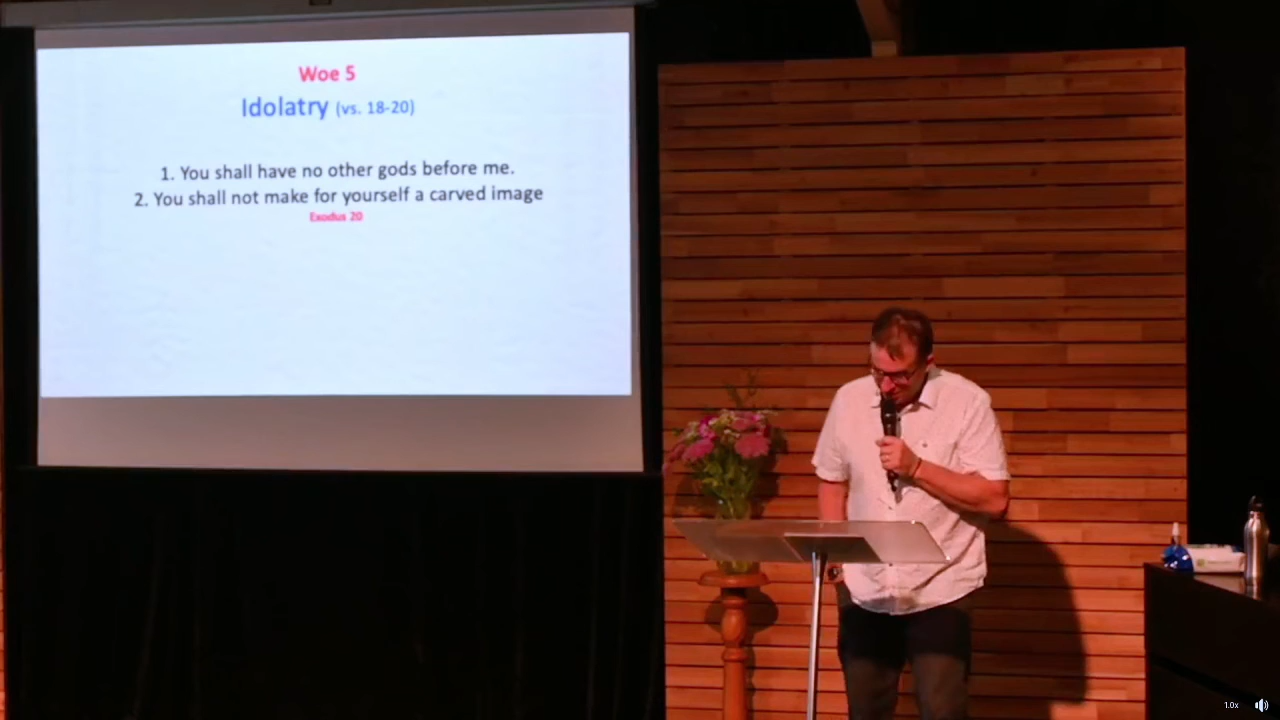 Woe 5
Idolatry (vs. 18-20)
1. You shall have no other gods before me.
2. You shall not make for yourself a carved image
Exodus 20
1.0x